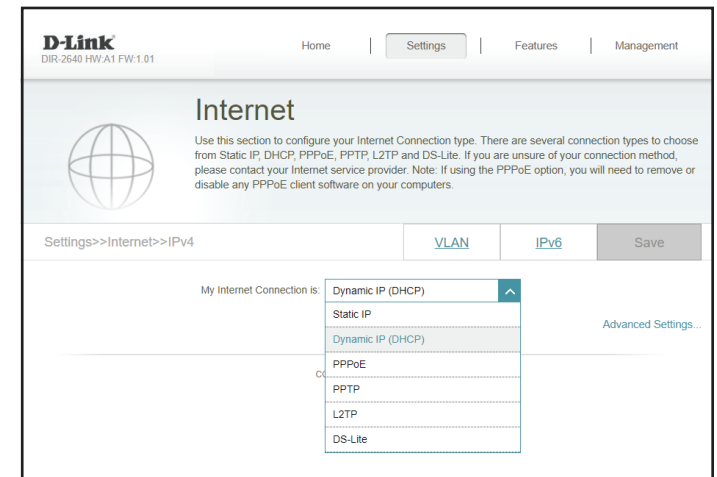 D-Link
DIR-2640 HW:A1 FW:1.01
Home
Settings
Features
Management
Internet
Use this section to configure your Internet Connection type. There are several connection types to choose
from Static IP, DHCP, PPPoE, PPTP, L2TP and DS-Lite. If you are unsure of your connection method,
please contact your Internet service provider. Note: If using the PPPoE option, you will need to remove or
disable any PPPoE client software on your computers.
Settings>>Internet>>IPv4
VLAN
IPv6
Save
My Internet Connection is:
Dynamic IP (DHCP)
Static IP
Dynamic IP (DHCP)
PPPoE
PPTP
L2TP
DS-Lite
Advanced Settings...